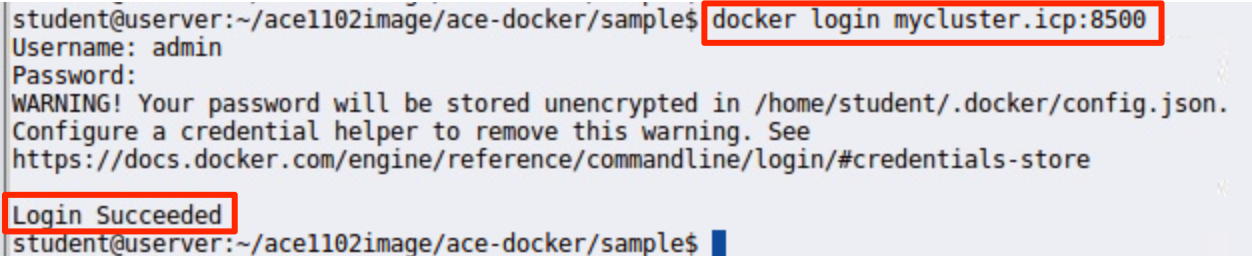 student@userver:~/ace1102image/ace-docker/sample$ docker login mycluster.icp:8500
Username: admin
Password:
WARNING! Your password will be stored unencrypted in /home/student/.docker/config.json.
Configure a credential helper to remove this warning. See
https://docs.docker.com/engine/reference/commandline/login/#credentials-store
Login Succeeded
student@userver:~/ace1102image/ace-docker/sample$